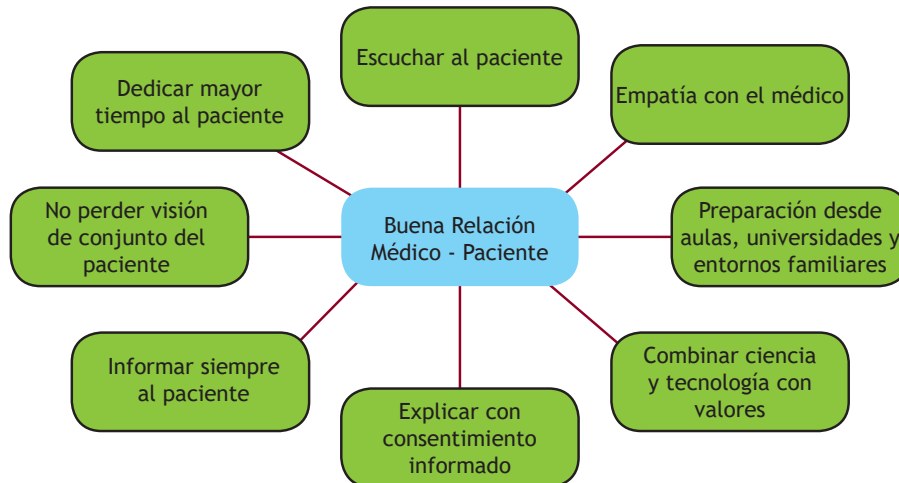 Escuchar al paciente
Dedicar mayor
tiempo al paciente
Empatía con el médico
No perder visión
de conjunto del
paciente
Buena Relación
Médico - Paciente
Preparación desde
aulas, universidades y
entornos familiares
Informar siempre
al paciente
Explicar con
consentimiento
informado
Combinar ciencia
y tecnología con
valores